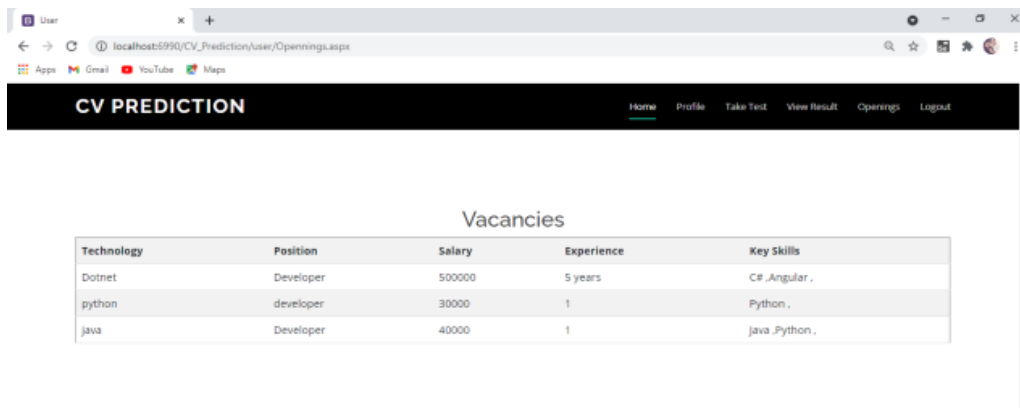 User
localhost:6990/CV_Prediction/user/Opennings.aspx
Apps Gmail YouTube Maps
CV PREDICTION Home Profile Take Test View Result Openings Logout
Vacancies
Technology Position Salary Experience Key Skills
Dotnet Developer 500000 5 years C# ,Angular ,
python developer 30000 1 Python ,
java Developer 40000 1 Java ,Python ,